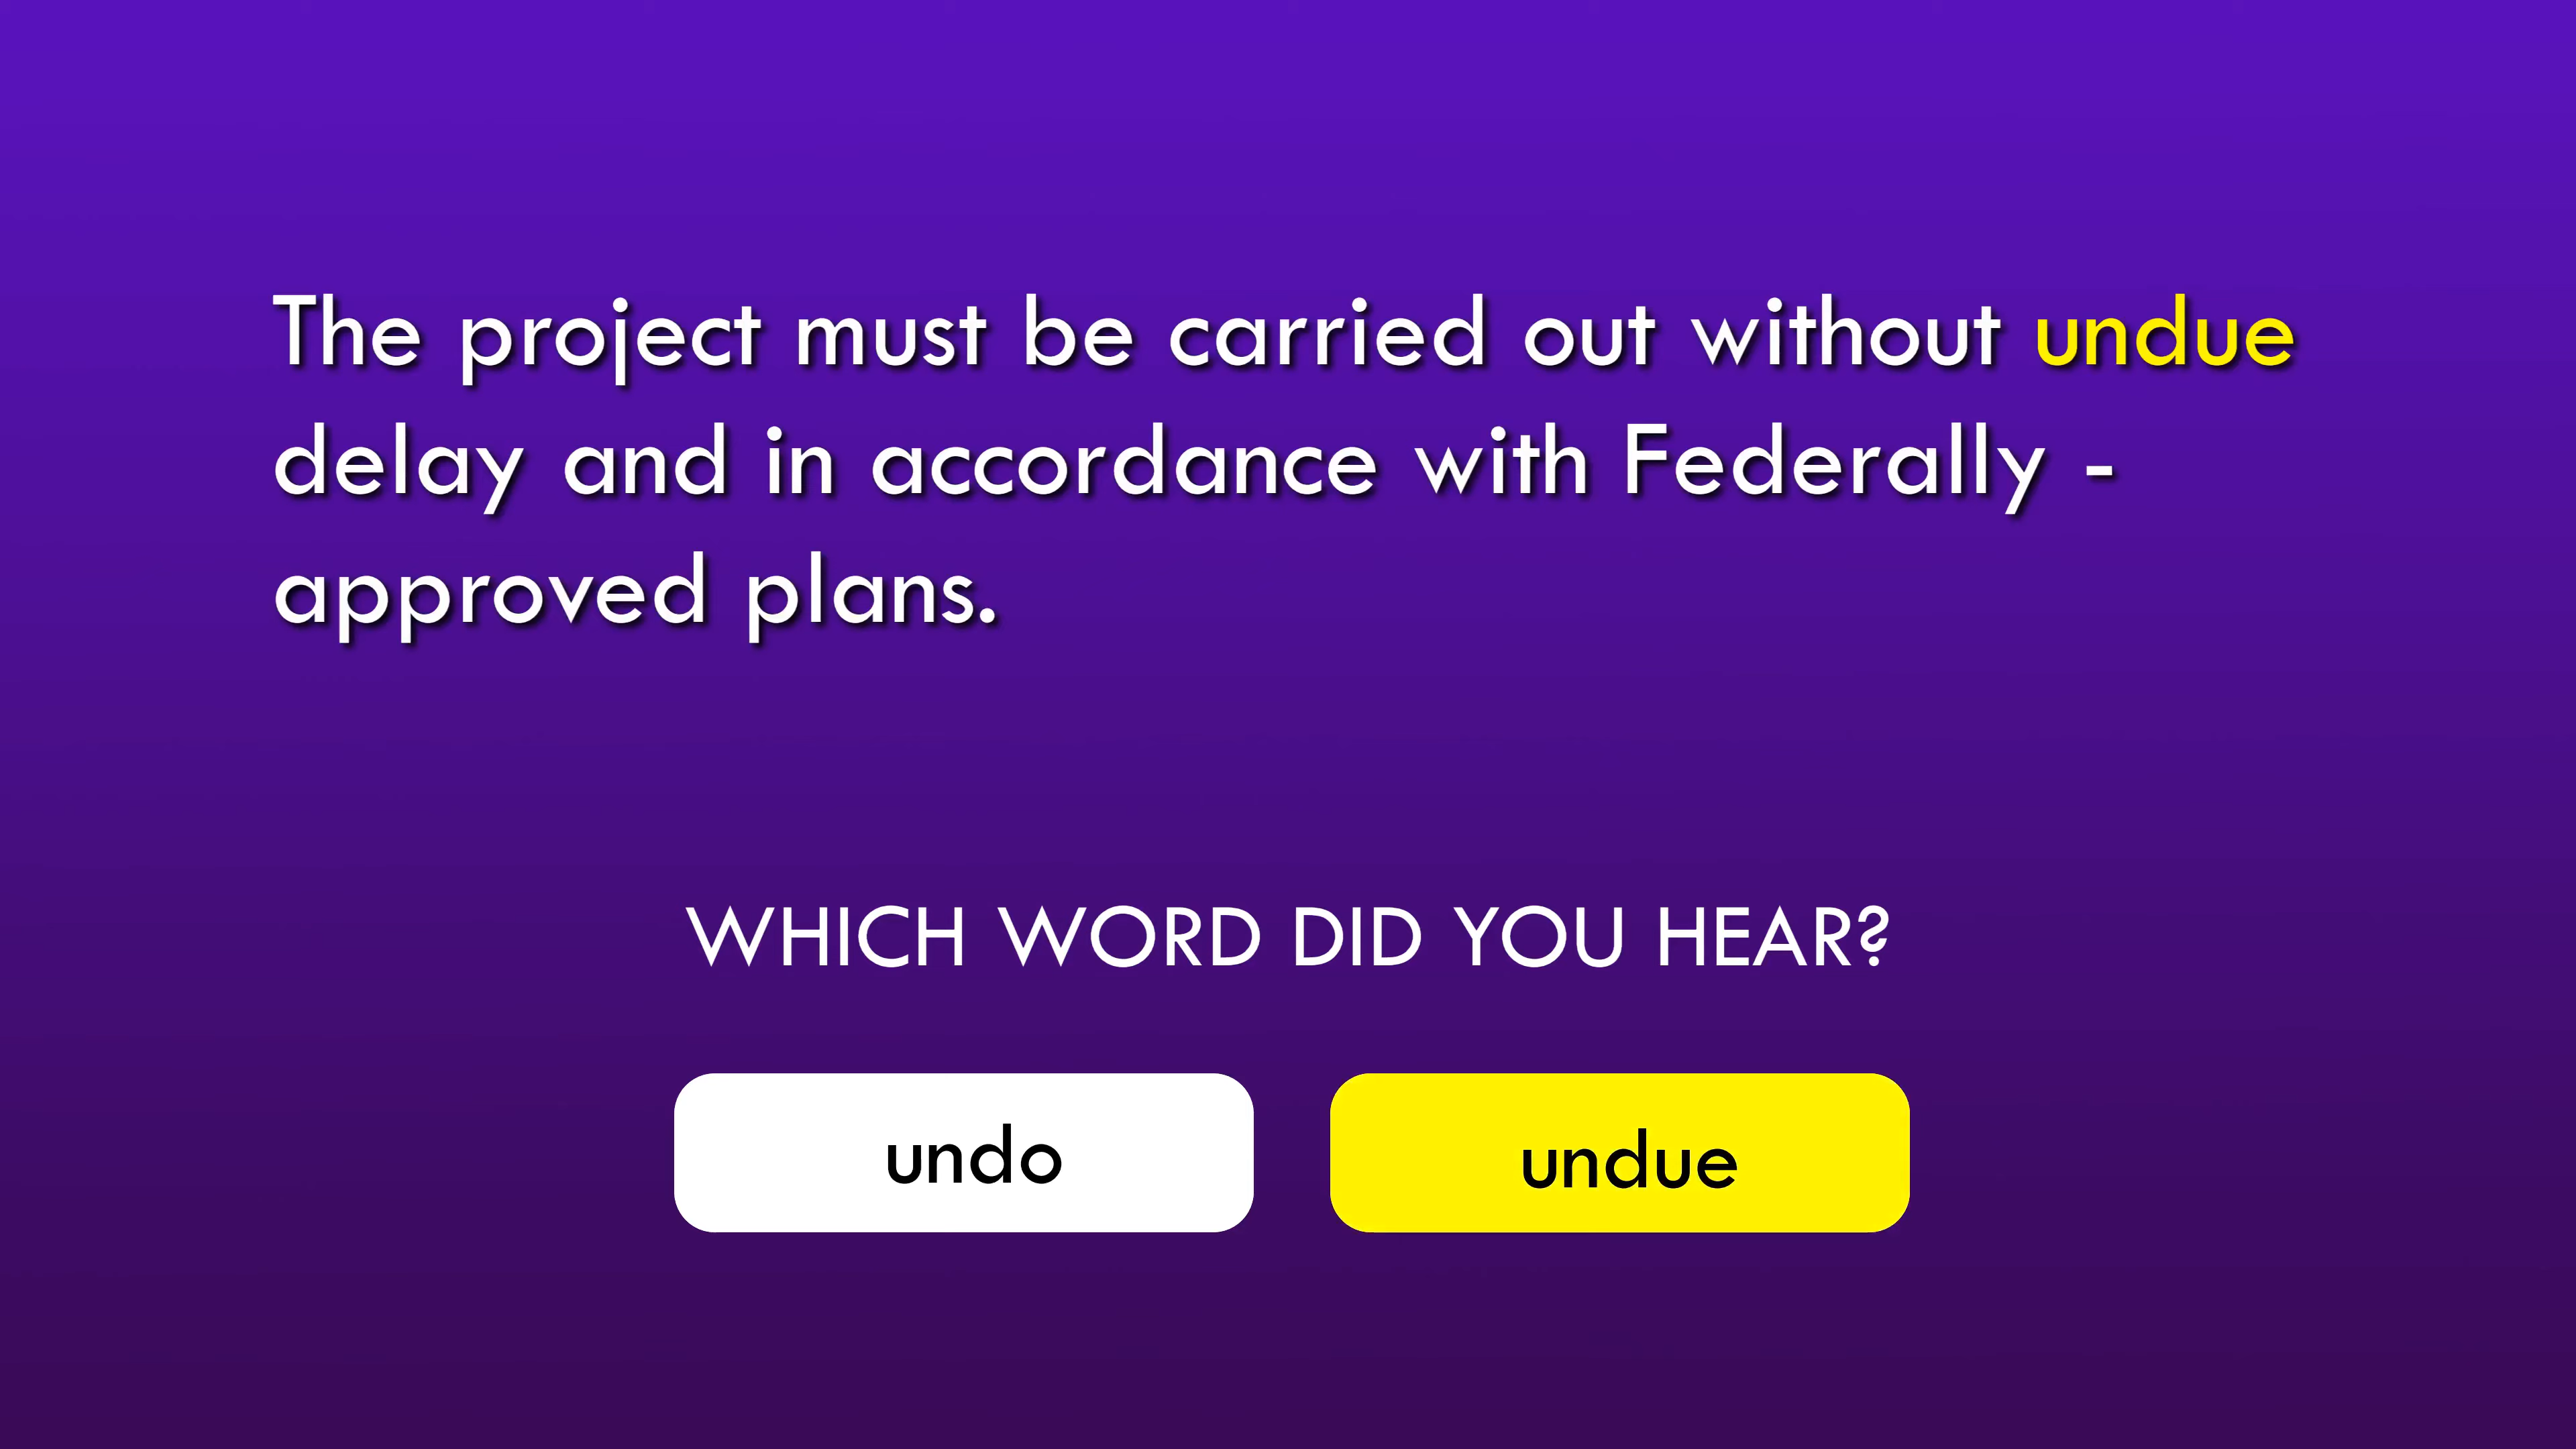 The project must be carried out without undue
delay and in accordance with Federally -
approved plans.
WHICH WORD DID YOU HEAR?
undo
undue